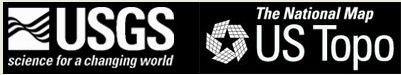 USGS
science for a changing world
The National Map
US Topo